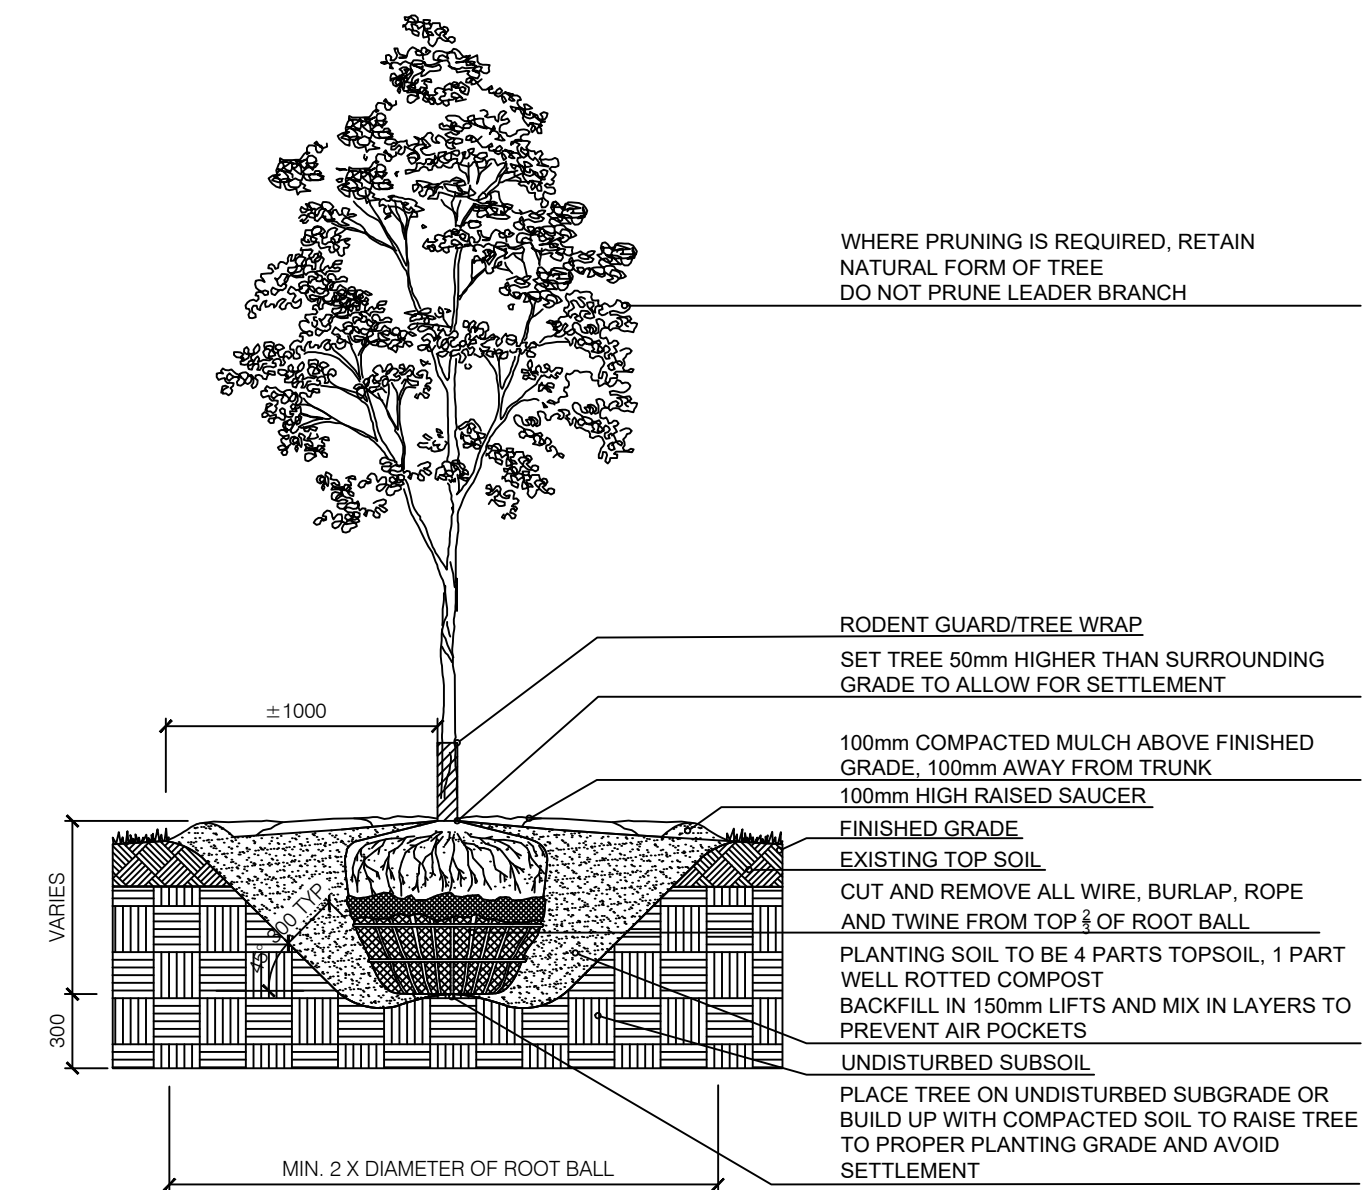 WHERE PRUNING IS REQUIRED, RETAIN
NATURAL FORM OF TREE
DO NOT PRUNE LEADER BRANCH
RODENT GUARD/TREE WRAP
SET TREE 50mm HIGHER THAN SURROUNDING
GRADE TO ALLOW FOR SETTLEMENT
±1000
100mm COMPACTED MULCH ABOVE FINISHED
GRADE, 100mm AWAY FROM TRUNK
100mm HIGH RAISED SAUCER
FINISHED GRADE
EXISTING TOP SOIL
CUT AND REMOVE ALL WIRE, BURLAP, ROPE
AND TWINE FROM TOP 2/3 OF ROOT BALL
PLANTING SOIL TO BE 4 PARTS TOPSOIL, 1 PART
WELL ROTTED COMPOST
BACKFILL IN 150mm LIFTS AND MIX IN LAYERS TO
PREVENT AIR POCKETS
UNDISTURBED SUBSOIL
PLACE TREE ON UNDISTURBED SUBGRADE OR
BUILD UP WITH COMPACTED SOIL TO RAISE TREE
TO PROPER PLANTING GRADE AND AVOID
SETTLEMENT
VARIES
300
45°
300 TYP
MIN. 2 X DIAMETER OF ROOT BALL